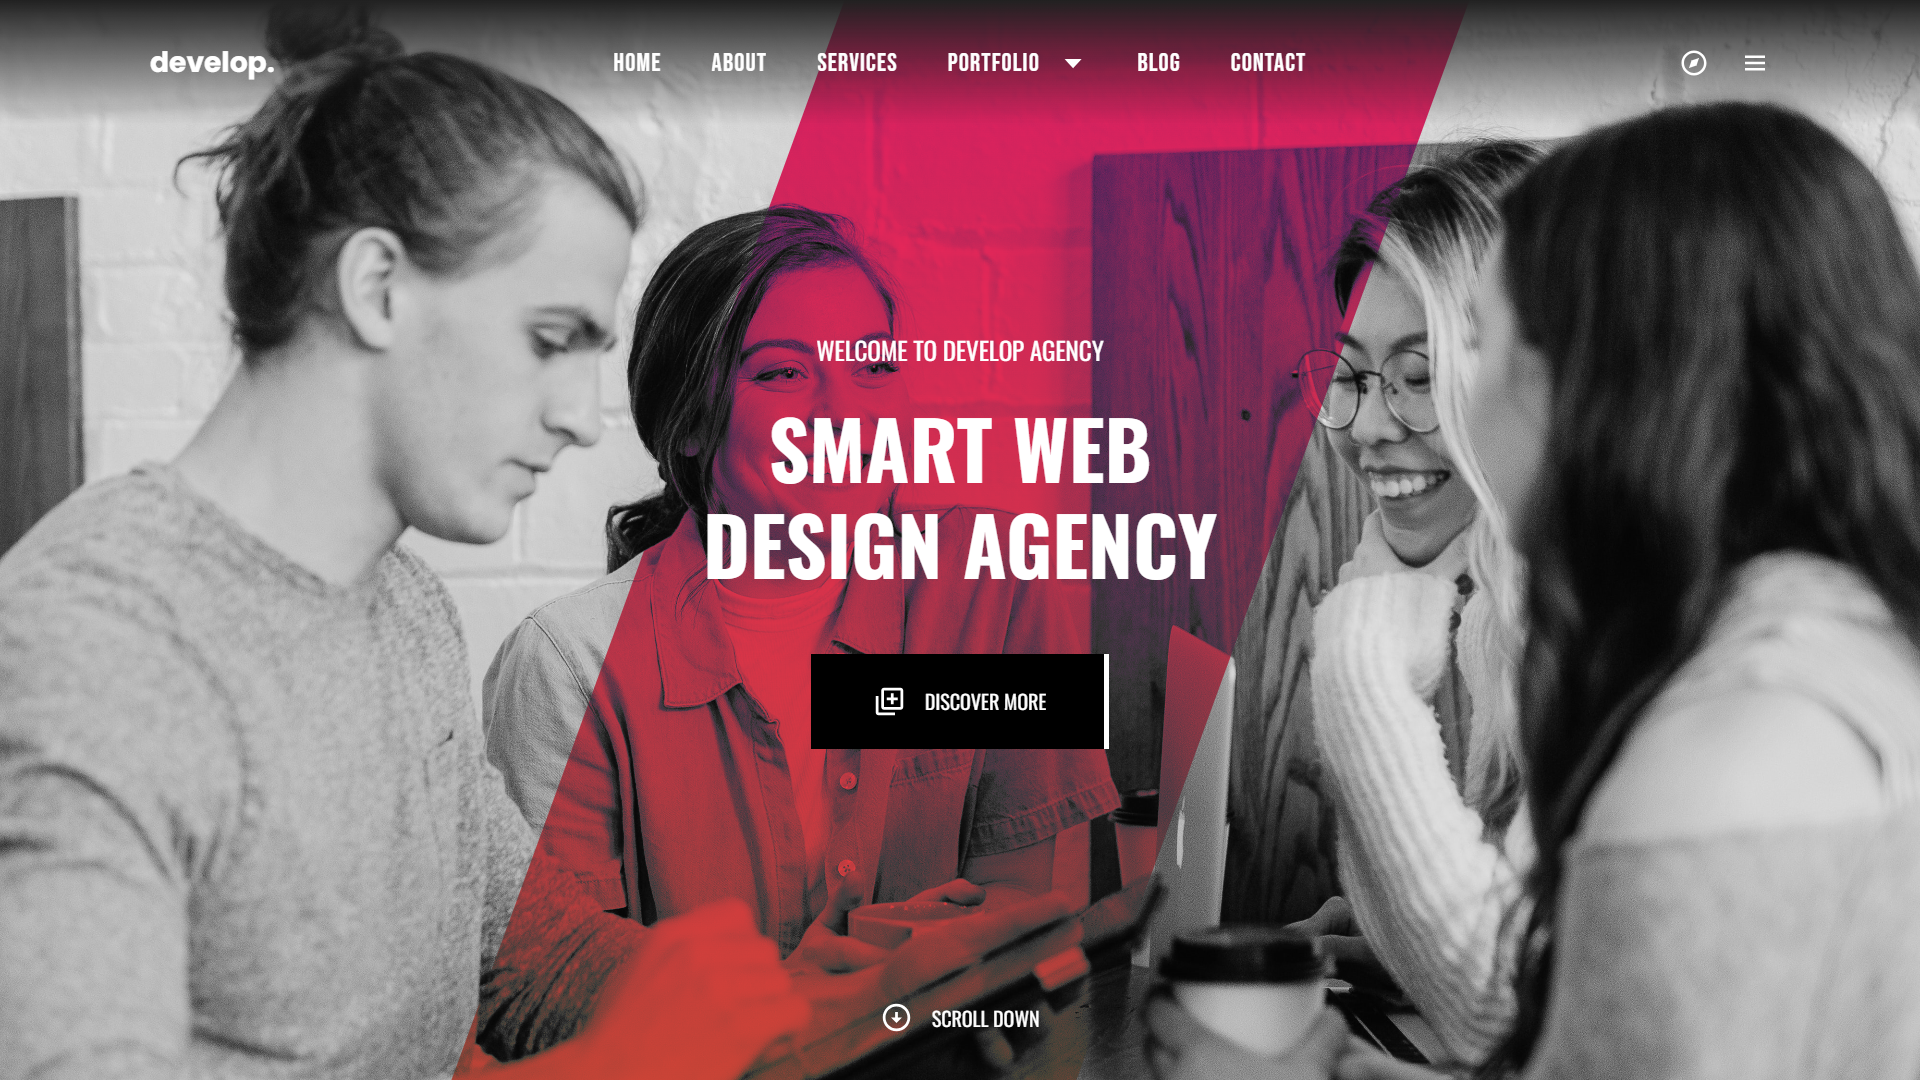 develop.
HOME ABOUT SERVICES PORTFOLIO BLOG CONTACT
WELCOME TO DEVELOP AGENCY
SMART WEB
DESIGN AGENCY
DISCOVER MORE
SCROLL DOWN